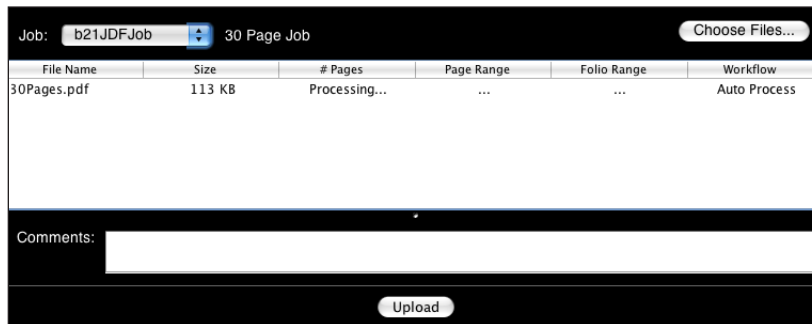 Job: b21JDFJob 30 Page Job Choose Files...
File Name Size # Pages Page Range Folio Range Workflow
30Pages.pdf 113 KB Processing... ... ... Auto Process
Comments:
Upload